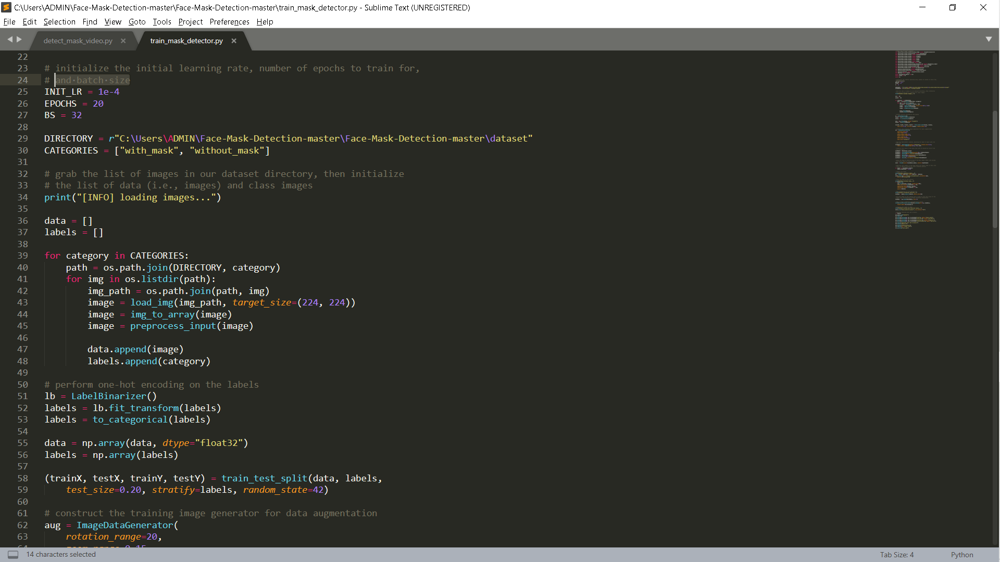 C:\Users\ADMIN\Face-Mask-Detection-master\Face-Mask-Detection-master\train_mask_detector.py - Sublime Text (UNREGISTERED)
File Edit Selection Find View Goto Tools Project Preferences Help
detect_mask_video.py × train_mask_detector.py ×
22
23 # initialize the initial learning rate, number of epochs to train for,
24 # and·batch·size
25 INIT_LR = 1e-4
26 EPOCHS = 20
27 BS = 32
28
29 DIRECTORY = r"C:\Users\ADMIN\Face-Mask-Detection-master\Face-Mask-Detection-master\dataset"
30 CATEGORIES = ["with_mask", "without_mask"]
31
32 # grab the list of images in our dataset directory, then initialize
33 # the list of data (i.e., images) and class images
34 print("[INFO] loading images...")
35
36 data = []
37 labels = []
38
39 for category in CATEGORIES:
40     path = os.path.join(DIRECTORY, category)
41     for img in os.listdir(path):
42         img_path = os.path.join(path, img)
43         image = load_img(img_path, target_size=(224, 224))
44         image = img_to_array(image)
45         image = preprocess_input(image)
46
47         data.append(image)
48         labels.append(category)
49
50 # perform one-hot encoding on the labels
51 lb = LabelBinarizer()
52 labels = lb.fit_transform(labels)
53 labels = to_categorical(labels)
54
55 data = np.array(data, dtype="float32")
56 labels = np.array(labels)
57
58 (trainX, testX, trainY, testY) = train_test_split(data, labels,
59     test_size=0.20, stratify=labels, random_state=42)
60
61 # construct the training image generator for data augmentation
62 aug = ImageDataGenerator(
63     rotation_range=20,
14 characters selected
Tab Size: 4
Python